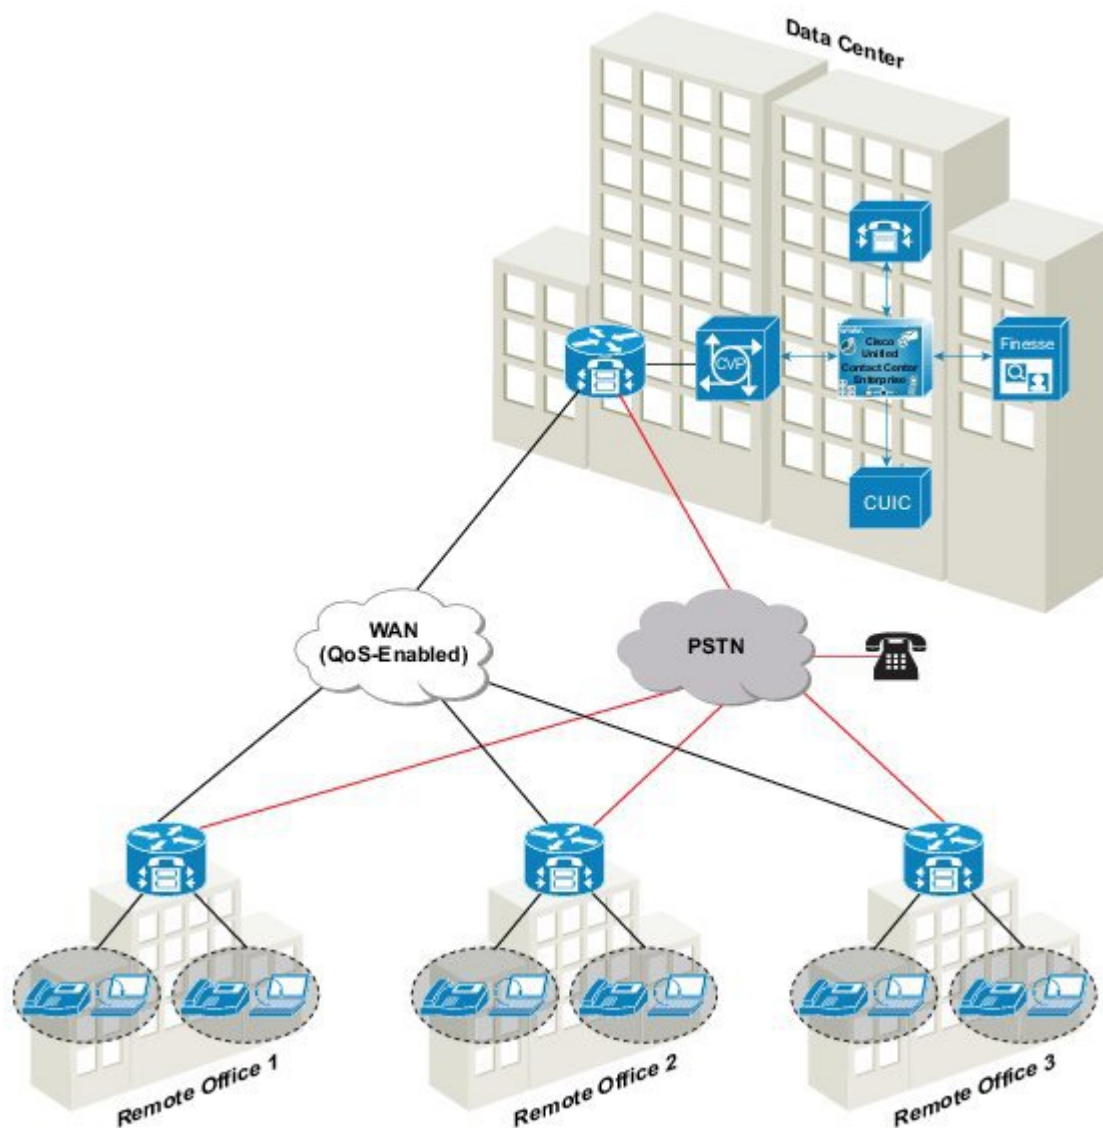 Data Center
Cisco
Unified
Contact Center
Enterprise
CVP
Finesse
CUIC
WAN
(QoS-Enabled)
PSTN
Remote Office 1
Remote Office 2
Remote Office 3